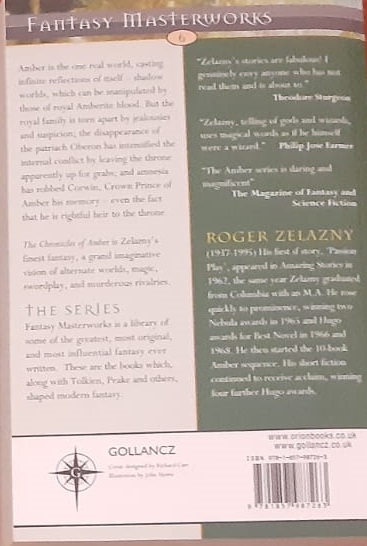 FANTASY MASTERWORKS
6
Amber is the one real world, casting
infinite reflections of itself - shadow
worlds, which can be manipulated by
those of royal Amberite blood. But the
royal family is torn apart by jealousies
and suspicion; the disappearance of
the patriarch Oberon has intensified the
internal conflict by leaving the throne
apparently up for grabs; and amnesia
has robbed Corwin, Crown Prince of
Amber his memory - even the fact
that he is rightful heir to the throne.
The Chronicles of Amber is Zelazny's
finest fantasy, a grand imaginative
vision of alternate worlds, magic,
swordplay, and murderous rivalries.
THE SERIES
Fantasy Masterworks is a library of
some of the greatest, most original,
and most influential fantasy ever
written. These are the books which,
along with Tolkien, Peake and others,
shaped modern fantasy.
"Zelazny's stories are fabulous! I
genuinely envy anyone who has not
read them and is about to."
Theodore Sturgeon
"Zelazny, telling of gods and wizards,
uses magical words as if he himself
were a wizard." Philip Jose Farmer
"The Amber series is daring and
magnificent"
The Magazine of Fantasy and
Science Fiction
ROGER ZELAZNY
(1937-1995) His first of story, 'Passion
Play', appeared in Amazing Stories in
1962, the same year Zelazny graduated
from Columbia with an M.A. He rose
quickly to prominence, winning two
Nebula awards in 1965 and Hugo
awards for Best Novel in 1966 and
1968. He then started the 10-book
Amber sequence. His short fiction
continued to receive acclaim, winning
four further Hugo awards.
GOLLANCZ
Cover designed by Richard Carr
Illustration by John Howe
www.orionbooks.co.uk
www.gollancz.co.uk
ISBN 978-1-857-98726-3
9 781857 987263